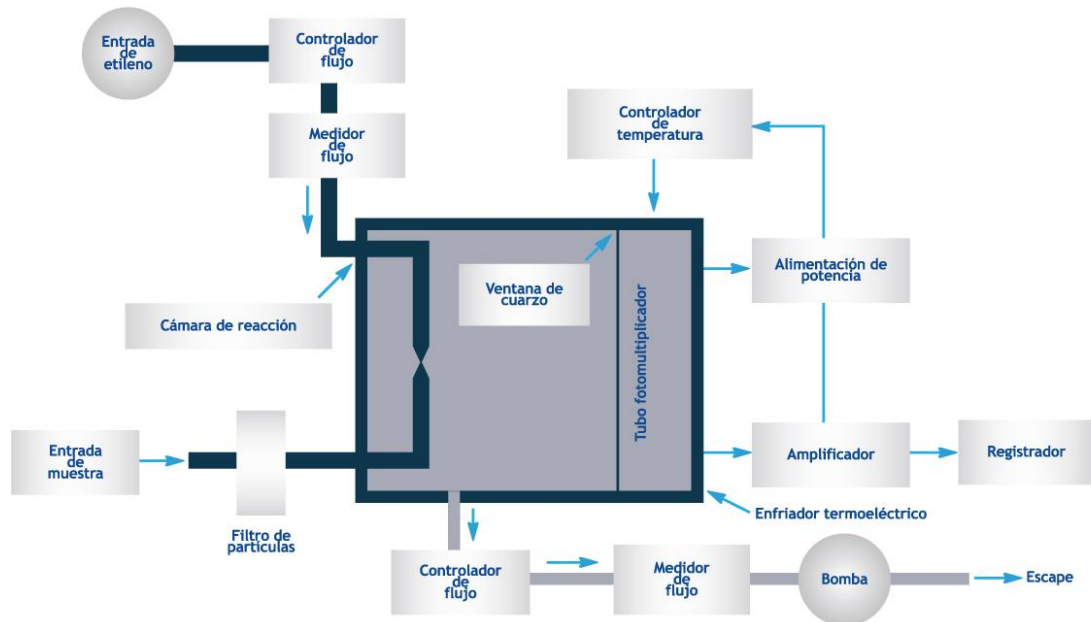 Entrada
de
etileno
Controlador
de
flujo
Medidor
de
flujo
Controlador
de
temperatura
Alimentación de
potencia
Ventana de
cuarzo
Tubo fotomultiplicador
Cámara de reacción
Entrada
de
muestra
Filtro de
partículas
Amplificador
Registrador
Enfriador termoeléctrico
Controlador
de
flujo
Medidor
de
flujo
Bomba
Escape